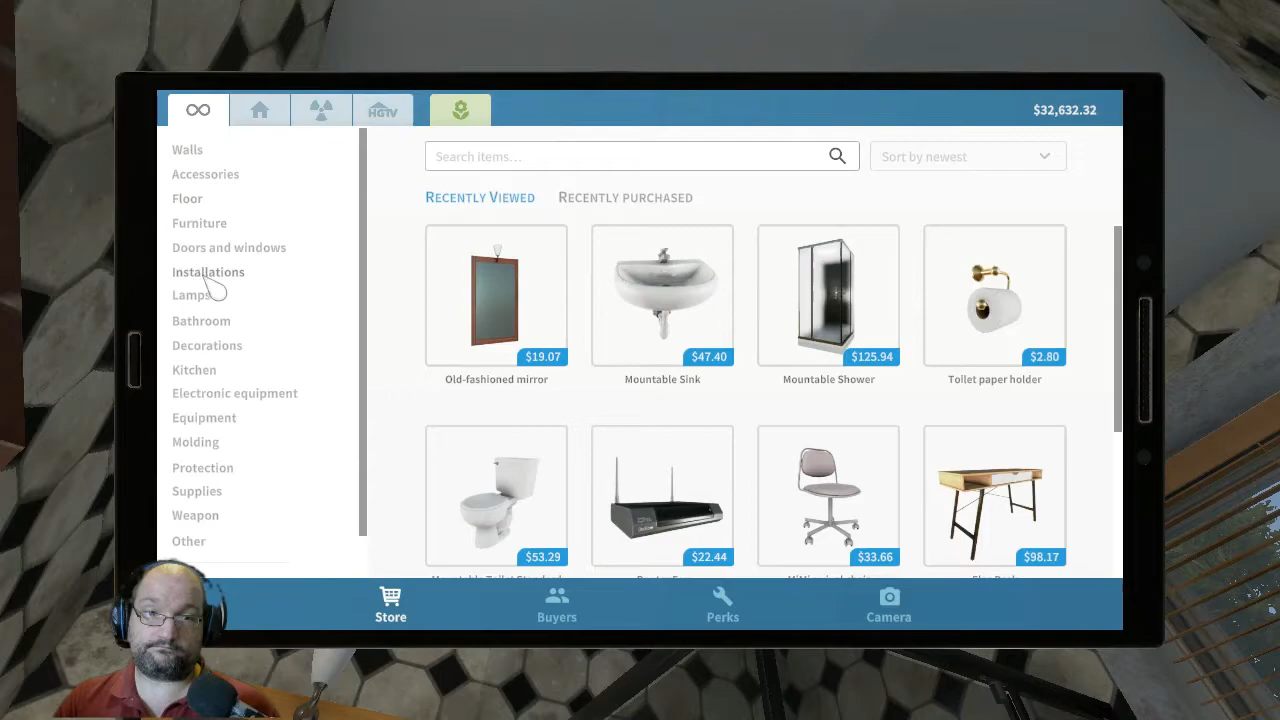 HGTV
$32,632.32
Walls
Accessories
Floor
Furniture
Doors and windows
Installations
Lamps
Bathroom
Decorations
Kitchen
Electronic equipment
Equipment
Molding
Protection
Supplies
Weapon
Other
Search items...
Sort by newest
RECENTLY VIEWED
RECENTLY PURCHASED
$19.07
$47.40
$125.94
$2.80
Old-fashioned mirror
Mountable Sink
Mountable Shower
Toilet paper holder
$53.29
$22.44
$33.66
$98.17
Store
Buyers
Perks
Camera